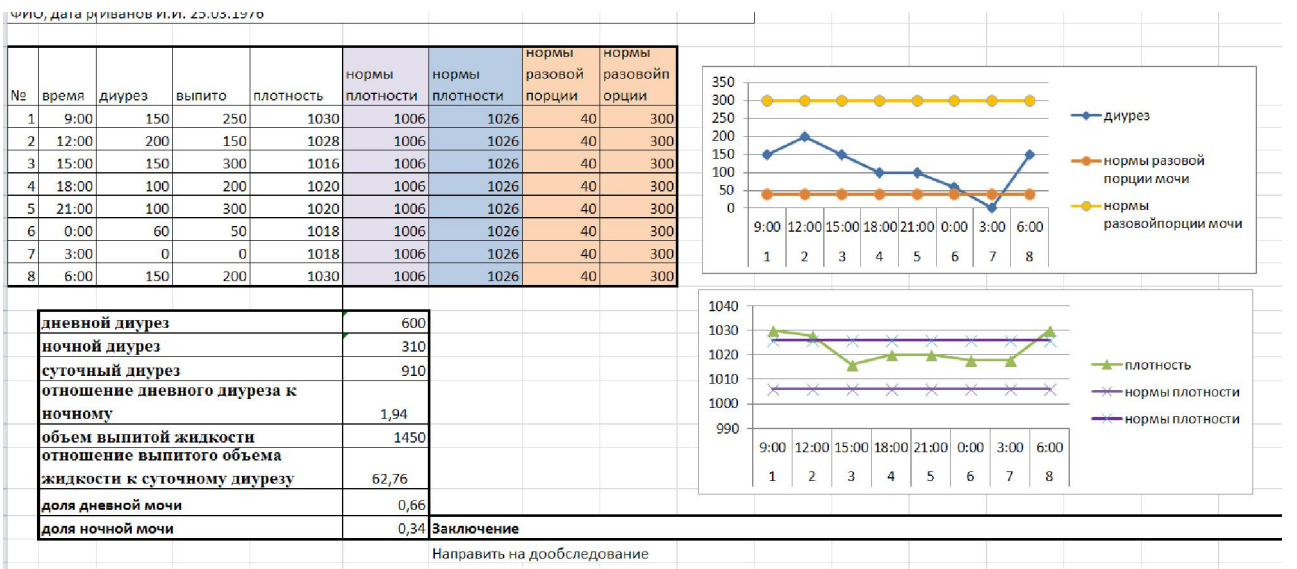 ФИО, дата р Иванов И.И. 25.03.1976
№ время диурез выпито плотность нормы плотности нормы плотности нормы разовой порции нормы разовойп орции
1 9:00 150 250 1030 1006 1026 40 300
2 12:00 200 150 1028 1006 1026 40 300
3 15:00 150 300 1016 1006 1026 40 300
4 18:00 100 200 1020 1006 1026 40 300
5 21:00 100 300 1020 1006 1026 40 300
6 0:00 60 50 1018 1006 1026 40 300
7 3:00 0 0 1018 1006 1026 40 300
8 6:00 150 200 1030 1006 1026 40 300
дневной диурез 600
ночной диурез 310
суточный диурез 910
отношение дневного диуреза к
ночному 1,94
объем выпитой жидкости 1450
отношение выпитого объема
жидкости к суточному диурезу 62,76
доля дневной мочи 0,66
доля ночной мочи 0,34 Заключение
Направить на дообследование
350
300
250
200
150
100
50
0
9:00 12:00 15:00 18:00 21:00 0:00 3:00 6:00
1 2 3 4 5 6 7 8
диурез
нормы разовой
порции мочи
нормы
разовойпорции мочи
1040
1030
1020
1010
1000
990
9:00 12:00 15:00 18:00 21:00 0:00 3:00 6:00
1 2 3 4 5 6 7 8
плотность
нормы плотности
нормы плотности